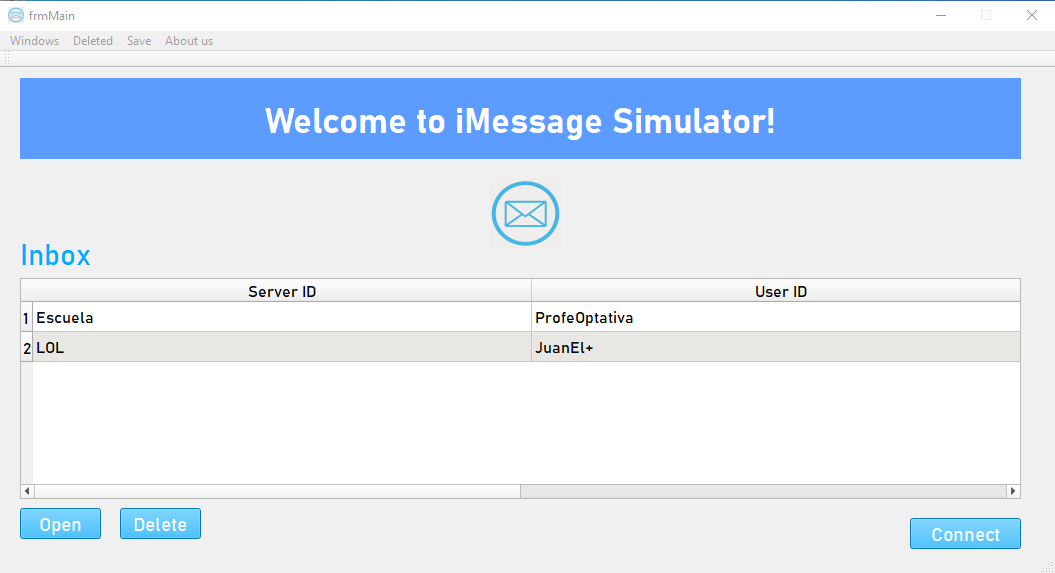 frmMain
Windows Deleted Save About us
Welcome to iMessage Simulator!
Inbox
Server ID User ID
1 Escuela ProfeOptativa
2 LOL JuanEl+
Open Delete Connect